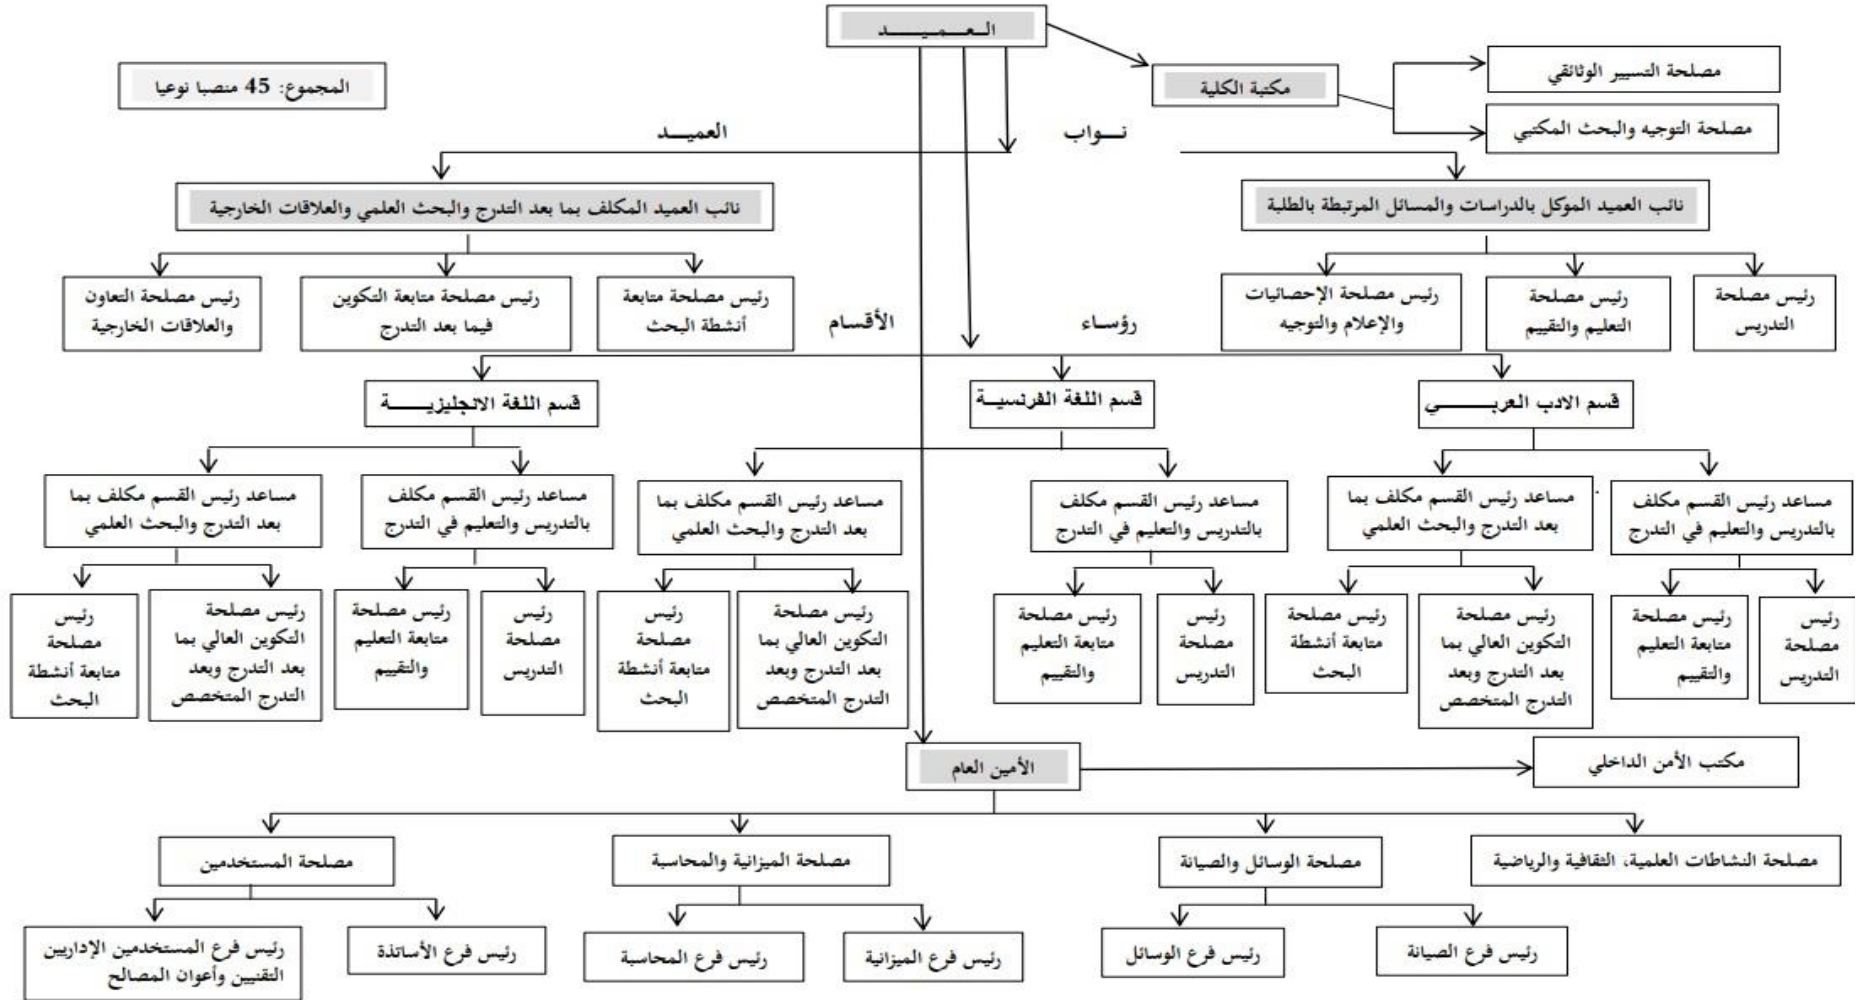 الـعـمـيـــد
مكتبة الكلية
مصلحة التسيير الوثائقي
مصلحة التوجيه والبحث المكتبي
المجموع: 45 منصبا نوعيا
نــواب
العميــد
نائب العميد الموكل بالدراسات والمسائل المرتبطة بالطلبة
نائب العميد المكلف بما بعد التدرج والبحث العلمي والعلاقات الخارجية
رئيس مصلحة
التدريس
رئيس مصلحة
التعليم والتقييم
رئيس مصلحة الإحصائيات
والإعلام والتوجيه
رئيس مصلحة متابعة
أنشطة البحث
رئيس مصلحة متابعة التكوين
فيما بعد التدرج
رئيس مصلحة التعاون
والعلاقات الخارجية
رؤساء
الأقسام
قسم الادب العربـــــي
قسم اللغة الفرنسيــة
قسم اللغة الانجليزيـــــة
مساعد رئيس القسم مكلف
بالتدريس والتعليم في التدرج
مساعد رئيس القسم مكلف بما
بعد التدرج والبحث العلمي
مساعد رئيس القسم مكلف
بالتدريس والتعليم في التدرج
مساعد رئيس القسم مكلف بما
بعد التدرج والبحث العلمي
مساعد رئيس القسم مكلف
بالتدريس والتعليم في التدرج
مساعد رئيس القسم مكلف بما
بعد التدرج والبحث العلمي
رئيس
مصلحة
التدريس
رئيس مصلحة
متابعة التعليم
والتقييم
رئيس مصلحة
التكوين العالي بما
بعد التدرج وبعد
التدرج المتخصص
رئيس مصلحة
متابعة أنشطة
البحث
رئيس
مصلحة
التدريس
رئيس مصلحة
متابعة التعليم
والتقييم
رئيس مصلحة
التكوين العالي بما
بعد التدرج وبعد
التدرج المتخصص
رئيس
مصلحة
متابعة أنشطة
البحث
رئيس
مصلحة
التدريس
رئيس مصلحة
متابعة التعليم
والتقييم
رئيس مصلحة
التكوين العالي بما
بعد التدرج وبعد
التدرج المتخصص
رئيس
مصلحة
متابعة أنشطة
البحث
الأمين العام
مكتب الأمن الداخلي
مصلحة النشاطات العلمية، الثقافية والرياضية
مصلحة الوسائل والصيانة
مصلحة الميزانية والمحاسبة
مصلحة المستخدمين
رئيس فرع الصيانة
رئيس فرع الوسائل
رئيس فرع الميزانية
رئيس فرع المحاسبة
رئيس فرع الأساتذة
رئيس فرع المستخدمين الإداريين
التقنيين وأعوان المصالح